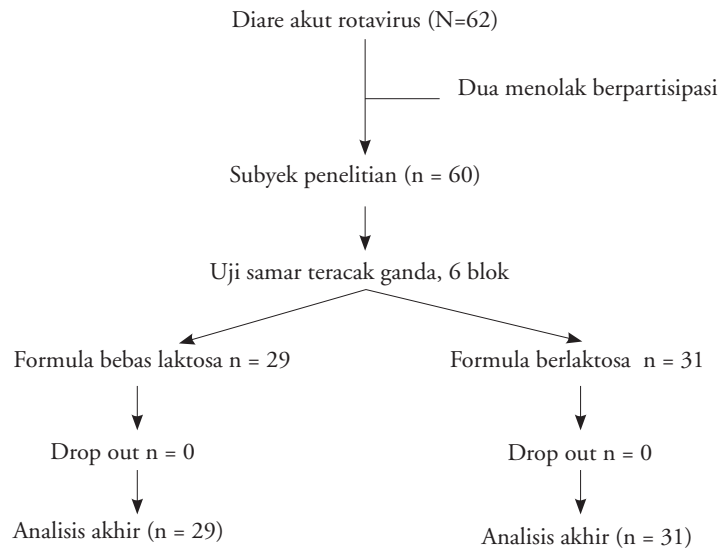 Diare akut rotavirus (N=62)
Dua menolak berpartisipasi
Subyek penelitian (n = 60)
Uji samar teracak ganda, 6 blok
Formula bebas laktosa n = 29
Formula berlaktosa n = 31
Drop out n = 0
Drop out n = 0
Analisis akhir (n = 29)
Analisis akhir (n = 31)